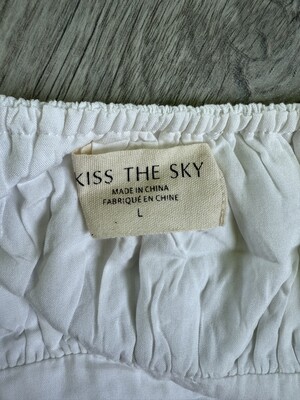 KISS THE SKY
MADE IN CHINA
FABRIQUÉ EN CHINE
L